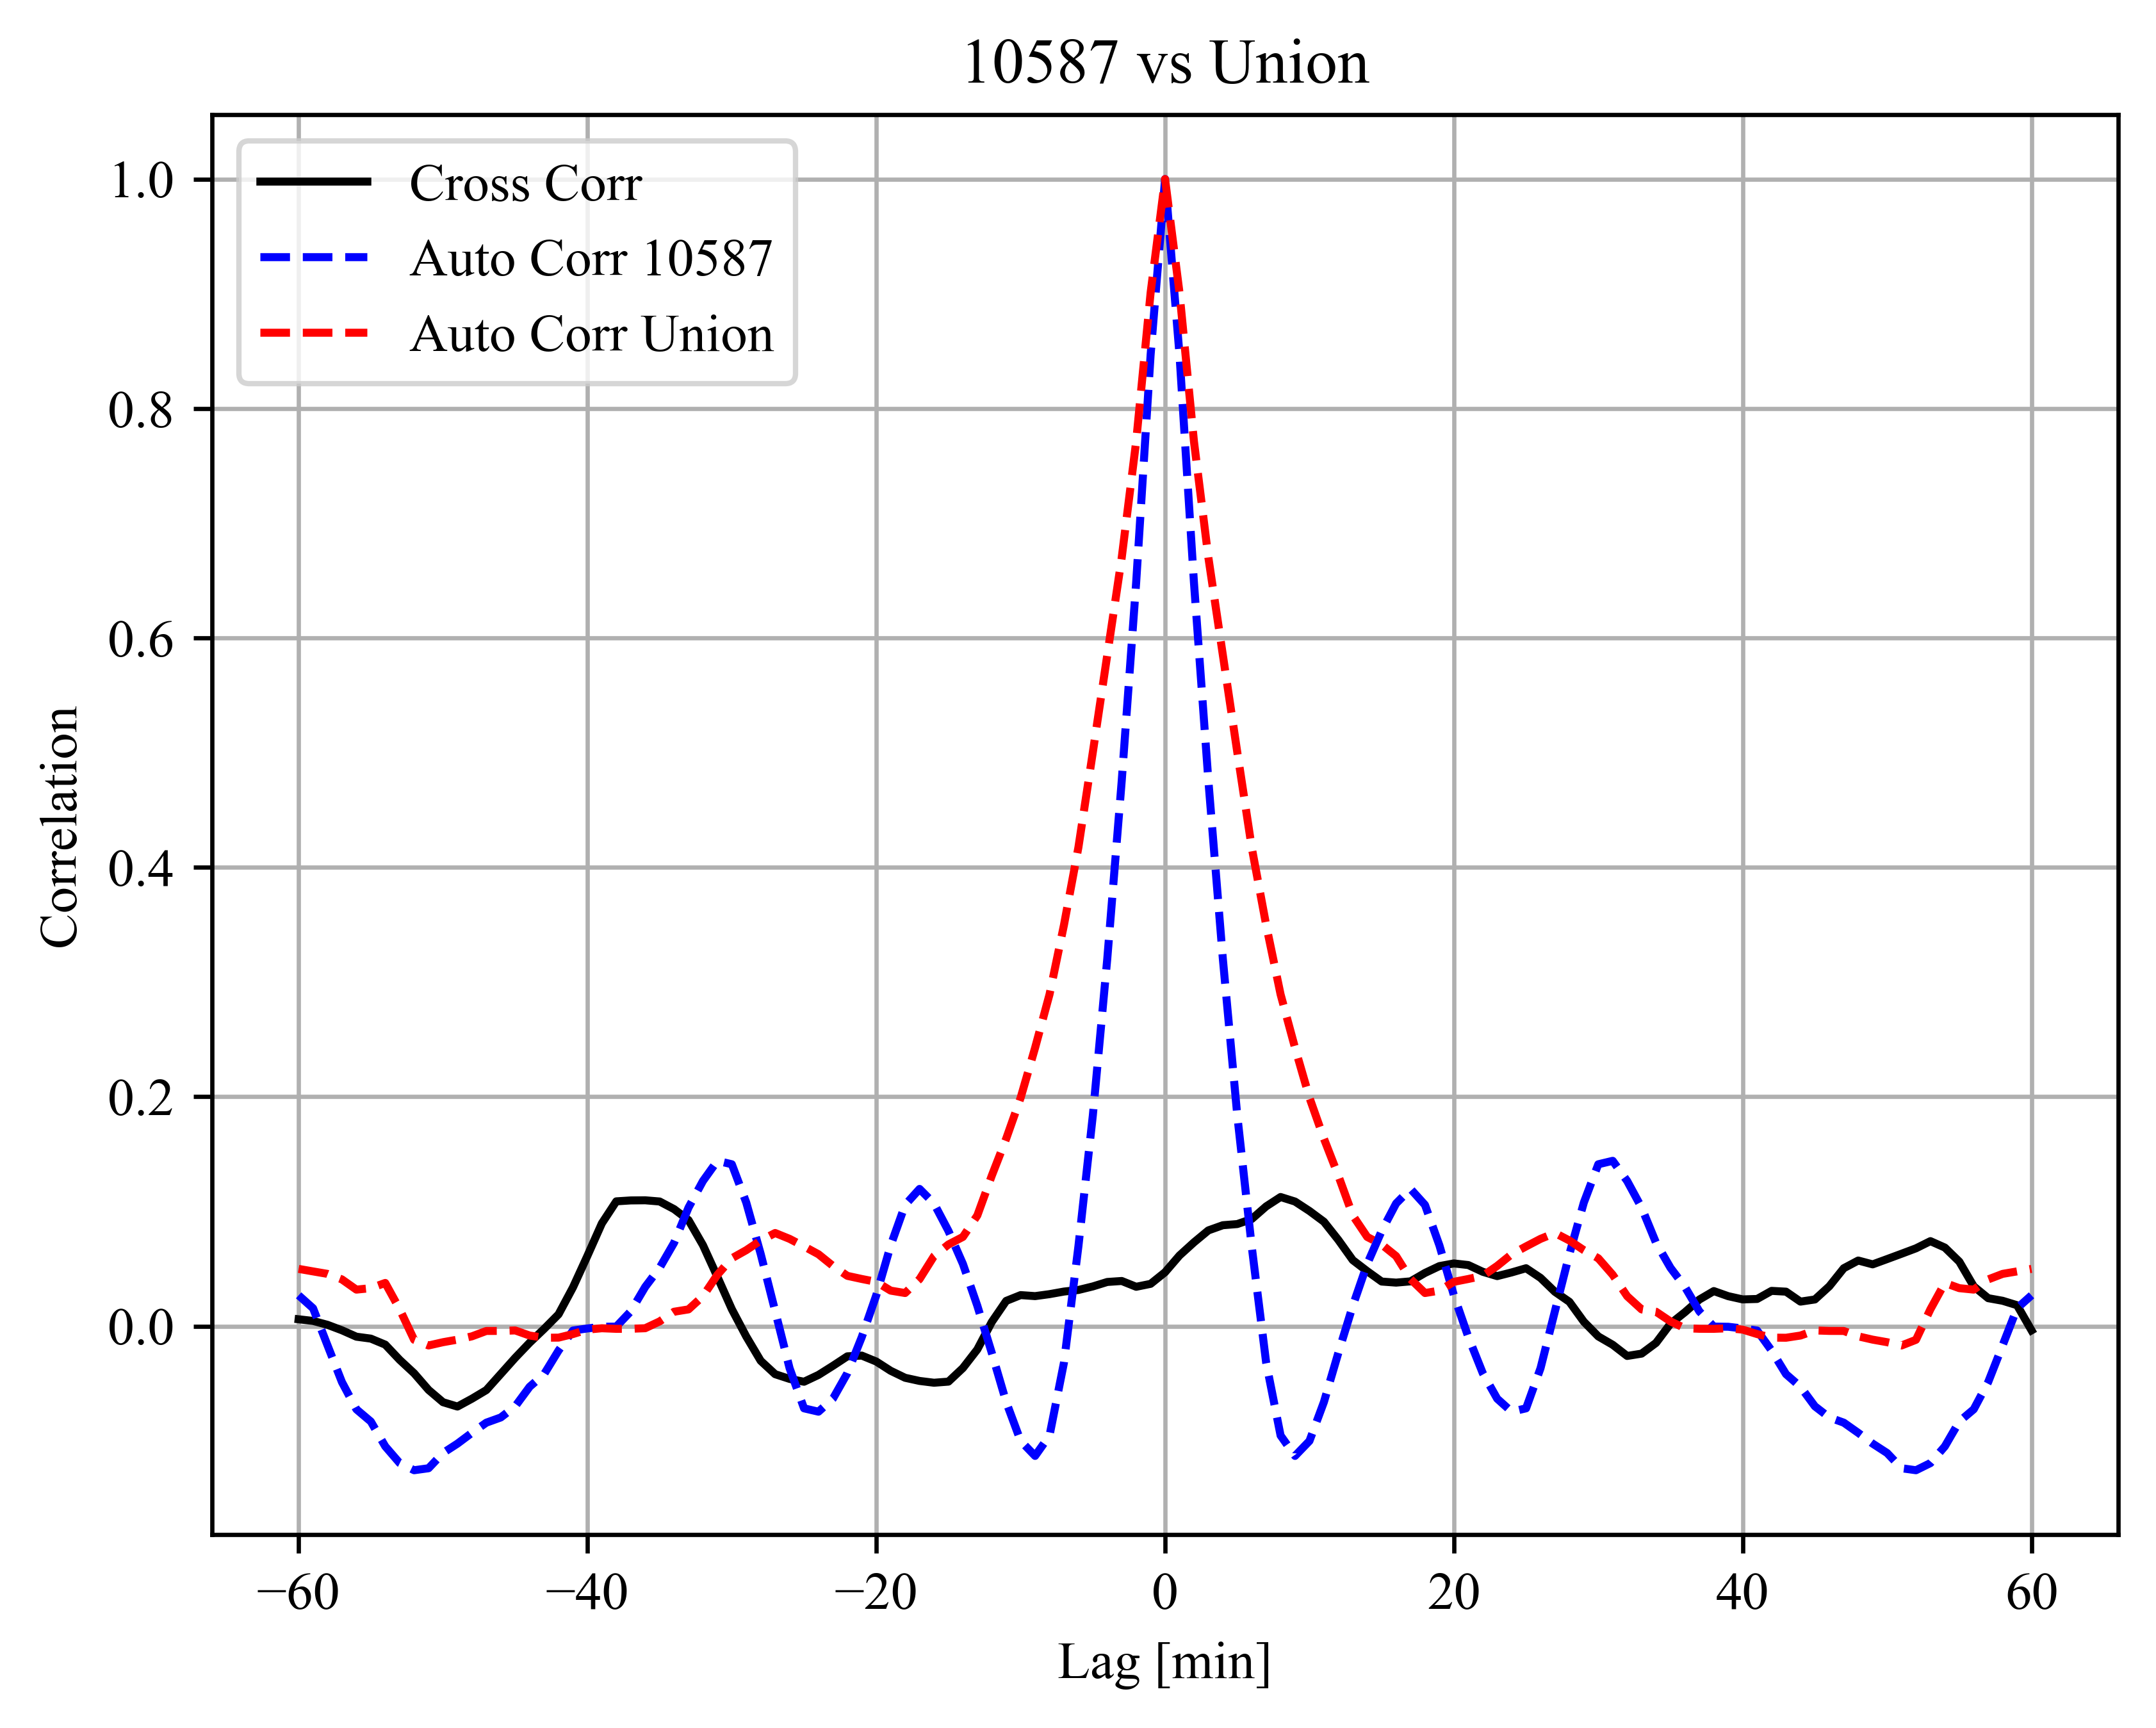 10587 vs Union
Cross Corr
Auto Corr 10587
Auto Corr Union
1.0
0.8
0.6
0.4
0.2
0.0
Correlation
−60 −40 −20 0 20 40 60
Lag [min]